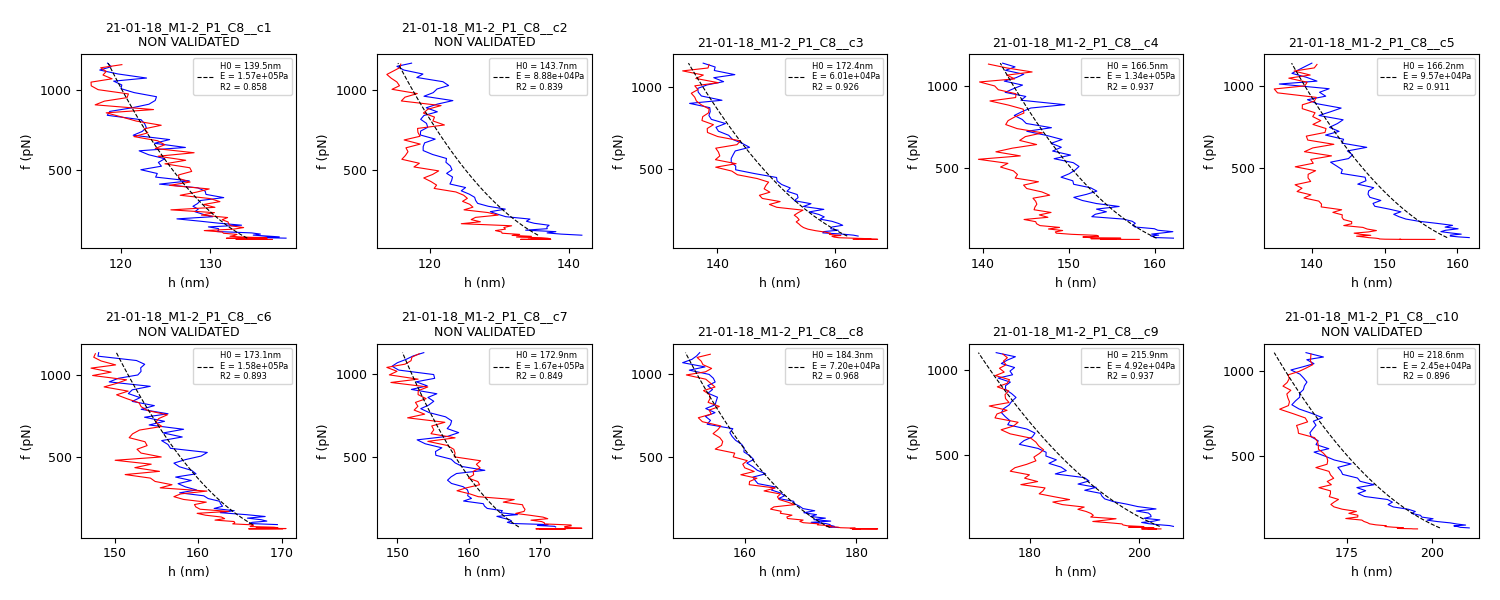 21-01-18_M1-2_P1_C8__c1
NON VALIDATED
H0 = 139.5nm
E = 1.57e+05Pa
R2 = 0.858
f (pN)
1000
500
120
130
h (nm)
21-01-18_M1-2_P1_C8__c2
NON VALIDATED
H0 = 143.7nm
E = 8.88e+04Pa
R2 = 0.839
f (pN)
1000
500
120
140
h (nm)
21-01-18_M1-2_P1_C8__c3
H0 = 172.4nm
E = 6.01e+04Pa
R2 = 0.926
f (pN)
1000
500
140
160
h (nm)
21-01-18_M1-2_P1_C8__c4
H0 = 166.5nm
E = 1.34e+05Pa
R2 = 0.937
f (pN)
1000
500
140
150
160
h (nm)
21-01-18_M1-2_P1_C8__c5
H0 = 166.2nm
E = 9.57e+04Pa
R2 = 0.911
f (pN)
1000
500
140
150
160
h (nm)
21-01-18_M1-2_P1_C8__c6
NON VALIDATED
H0 = 173.1nm
E = 1.58e+05Pa
R2 = 0.893
f (pN)
1000
500
150
160
170
h (nm)
21-01-18_M1-2_P1_C8__c7
NON VALIDATED
H0 = 172.9nm
E = 1.67e+05Pa
R2 = 0.849
f (pN)
1000
500
150
160
170
h (nm)
21-01-18_M1-2_P1_C8__c8
H0 = 184.3nm
E = 7.20e+04Pa
R2 = 0.968
f (pN)
1000
500
160
180
h (nm)
21-01-18_M1-2_P1_C8__c9
H0 = 215.9nm
E = 4.92e+04Pa
R2 = 0.937
f (pN)
1000
500
180
200
h (nm)
21-01-18_M1-2_P1_C8__c10
NON VALIDATED
H0 = 218.6nm
E = 2.45e+04Pa
R2 = 0.896
f (pN)
1000
500
175
200
h (nm)